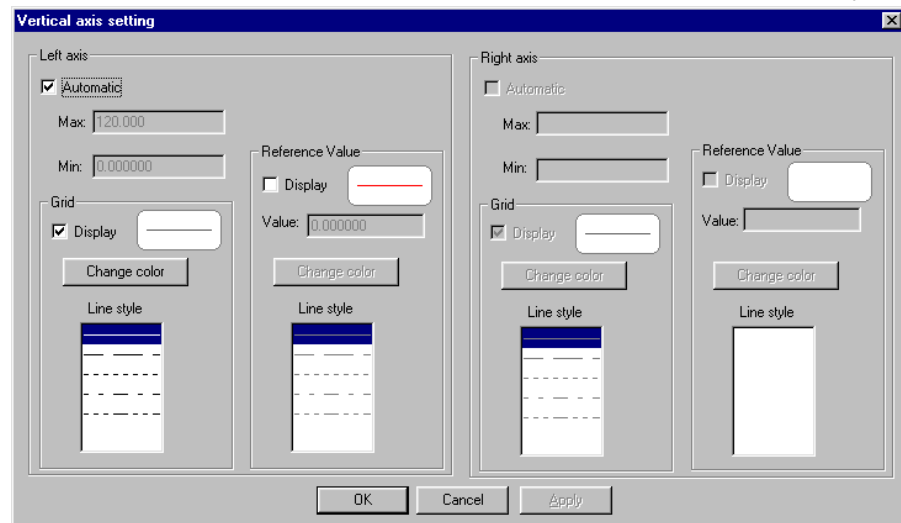 Vertical axis setting
Left axis
Automatic
Max: 120.000
Min: 0.000000
Grid
Display
Change color
Line style
Reference Value
Display
Value: 0.000000
Change color
Line style
Right axis
Automatic
Max:
Min:
Grid
Display
Change color
Line style
Reference Value
Display
Value:
Change color
Line style
OK
Cancel
Apply